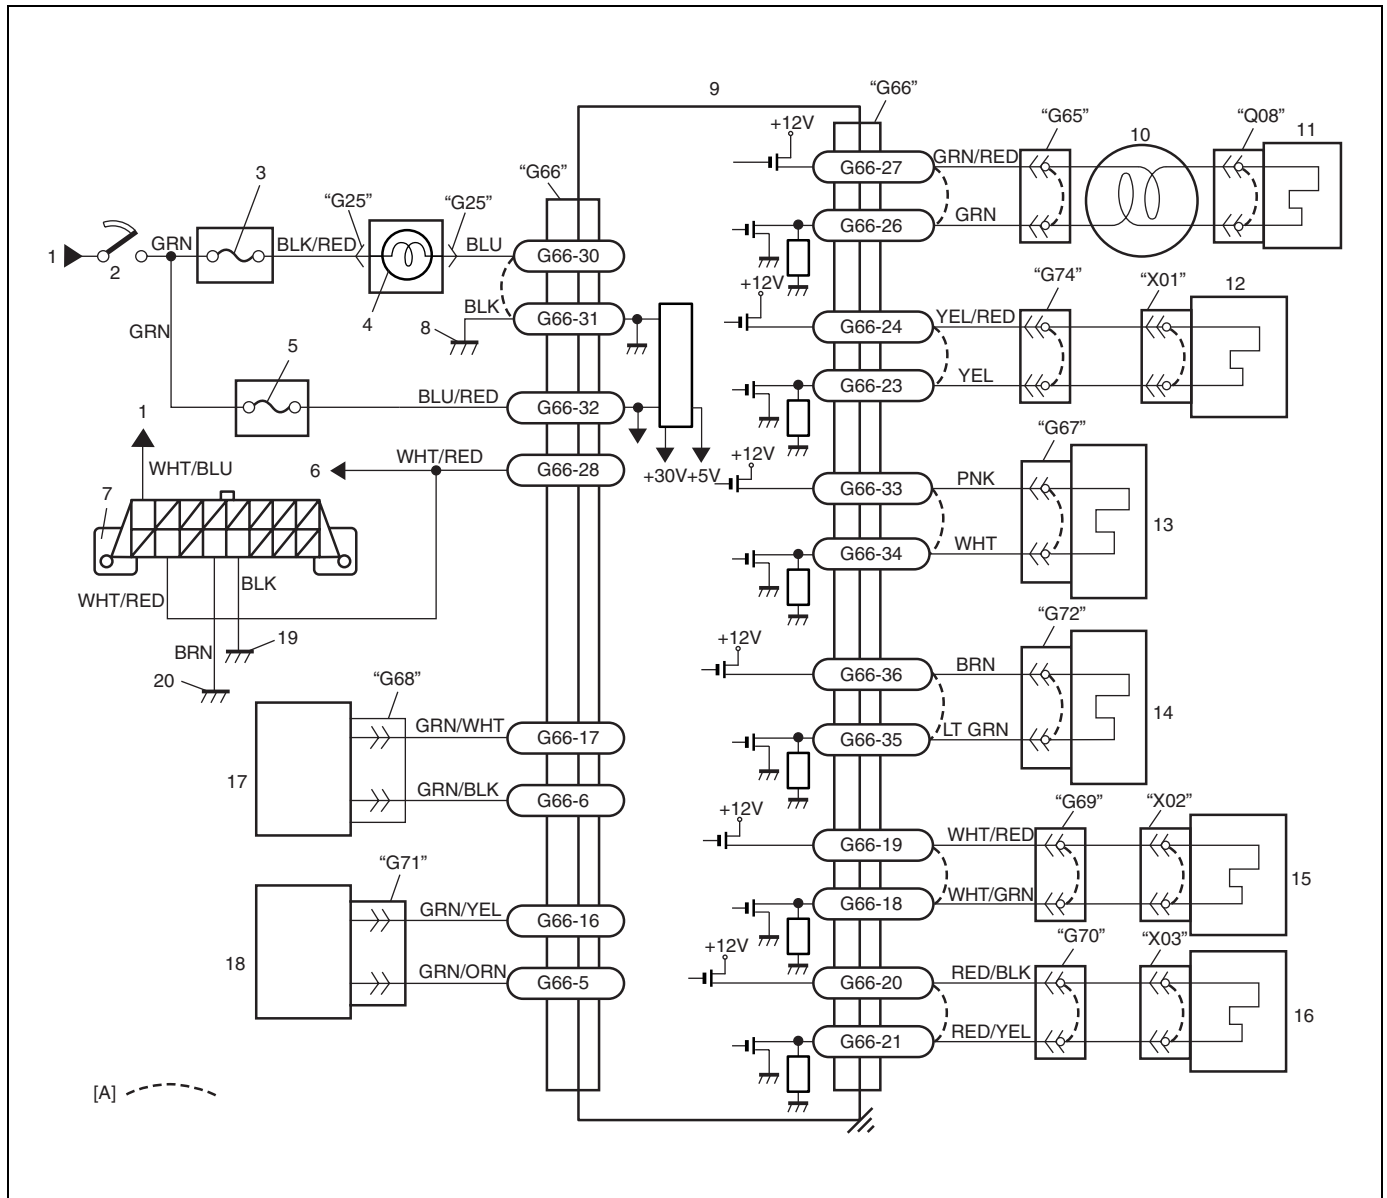 9
“G66”
+12V
“G65”
10
“Q08”
11
G66-27
GRN/RED
G66-26
GRN
3
“G66”
“G25”
“G25”
1
2
GRN
BLK/RED
BLU
G66-30
4
8
BLK
G66-31
GRN
5
BLU/RED
G66-32
+30V
+5V
1
WHT/BLU
6
WHT/RED
G66-28
7
WHT/RED
BLK
BRN
19
20
+12V
“G74”
“X01”
12
G66-24
YEL/RED
G66-23
YEL
+12V
“G67”
G66-33
PNK
13
G66-34
WHT
+12V
“G72”
G66-36
BRN
14
G66-35
LT GRN
“G68”
17
GRN/WHT
G66-17
GRN/BLK
G66-6
+12V
“G69”
“X02”
G66-19
WHT/RED
15
G66-18
WHT/GRN
“G71”
18
GRN/YEL
G66-16
GRN/ORN
G66-5
+12V
“G70”
“X03”
G66-20
RED/BLK
16
G66-21
RED/YEL
[A]